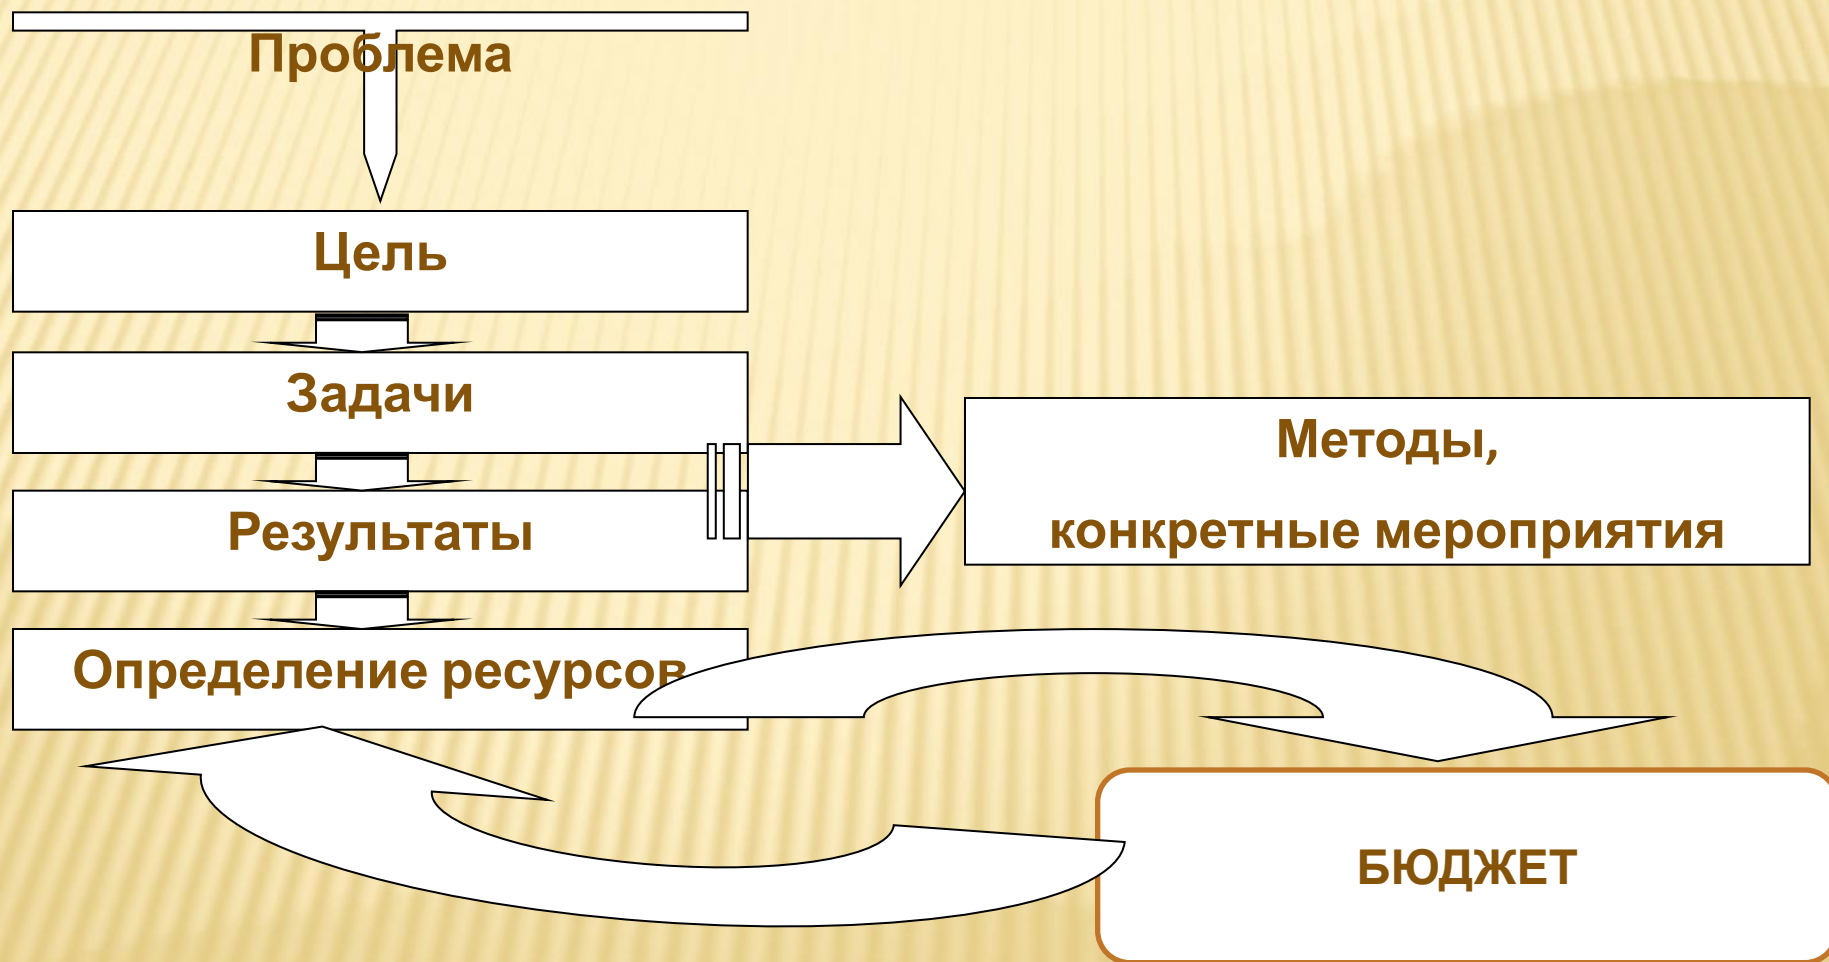 Проблема
Цель
Задачи
Результаты
Определение ресурсов
Методы,
конкретные мероприятия
БЮДЖЕТ